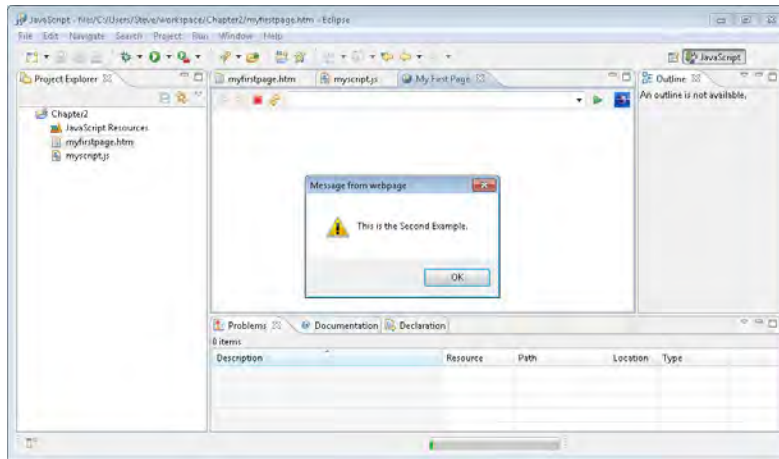 JavaScript - file:/C:/Users/Steve/workspace/Chapter2/myfirstpage.htm - Eclipse
File Edit Navigate Search Project Run Window Help
JavaScript
Project Explorer
myfirstpage.htm
myscript.js
My First Page
Outline
An outline is not available.
Chapter2
JavaScript Resources
myfirstpage.htm
myscript.js
Message from webpage
This is the Second Example.
OK
Problems
Documentation
Declaration
0 items
Description Resource Path Location Type